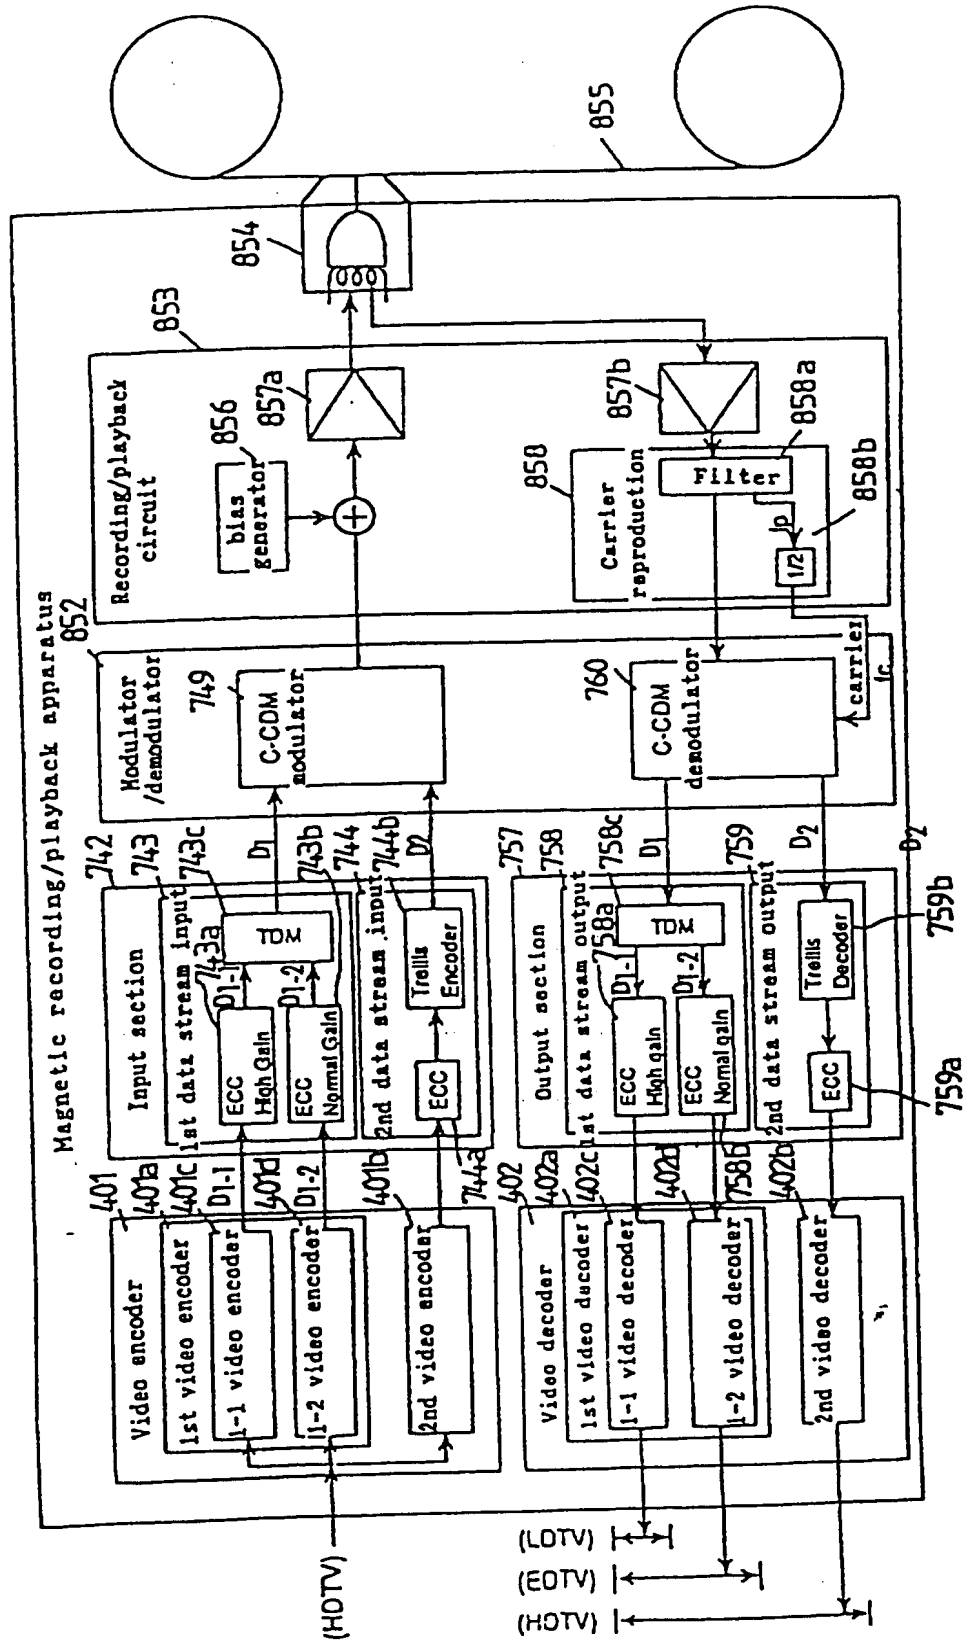 Magnetic recording/playback apparatus
(HDTV)
401
Video encoder
401a
1st video encoder
401c
1-1 video encoder
D1-1
401d
1-2 video encoder
D1-2
401b
2nd video encoder
742
Input section
743
1st data stream input
743a
ECC
High Gain
D1-1
743c
TDM
D1
743b
ECC
Normal Gain
D1-2
744
2nd data stream input
744a
ECC
744b
Trellis
Encoder
D2
852
Modulator
/demodulator
749
C-CDM
modulator
853
Recording/playback
circuit
856
bias
generator
857a
854
855
857b
858
Carrier
reproduction
858a
Filter
858b
1/2
carrier
fc
760
C-CDM
demodulator
D1
D2
D2
757
Output section
758
1st data stream output
758c
TDM
758a
D1-1
ECC
High gain
D1-2
ECC
Normal gain
758b
759
2nd data stream output
759b
Trellis
Decoder
ECC
759a
402
Video decoder
402a
1st video ducoder
402c
1-1 video decoder
402d
1-2 video decoder
402b
2nd video decoder
(LDTV)
(EDTV)
(HDTV)